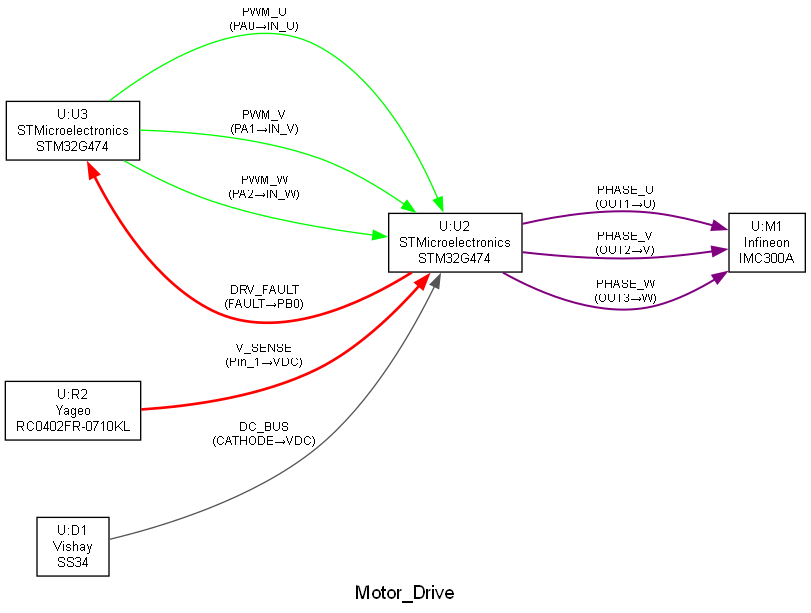 PWM_U
(PA0→IN_U)
U:U3
STMicroelectronics
STM32G474
PWM_V
(PA1→IN_V)
PWM_W
(PA2→IN_W)
U:U2
STMicroelectronics
STM32G474
PHASE_U
(OUT1→U)
PHASE_V
(OUT2→V)
PHASE_W
(OUT3→W)
U:M1
Infineon
IMC300A
DRV_FAULT
(FAULT→PB0)
V_SENSE
(Pin_1→VDC)
U:R2
Yageo
RC0402FR-0710KL
DC_BUS
(CATHODE→VDC)
U:D1
Vishay
SS34
Motor_Drive